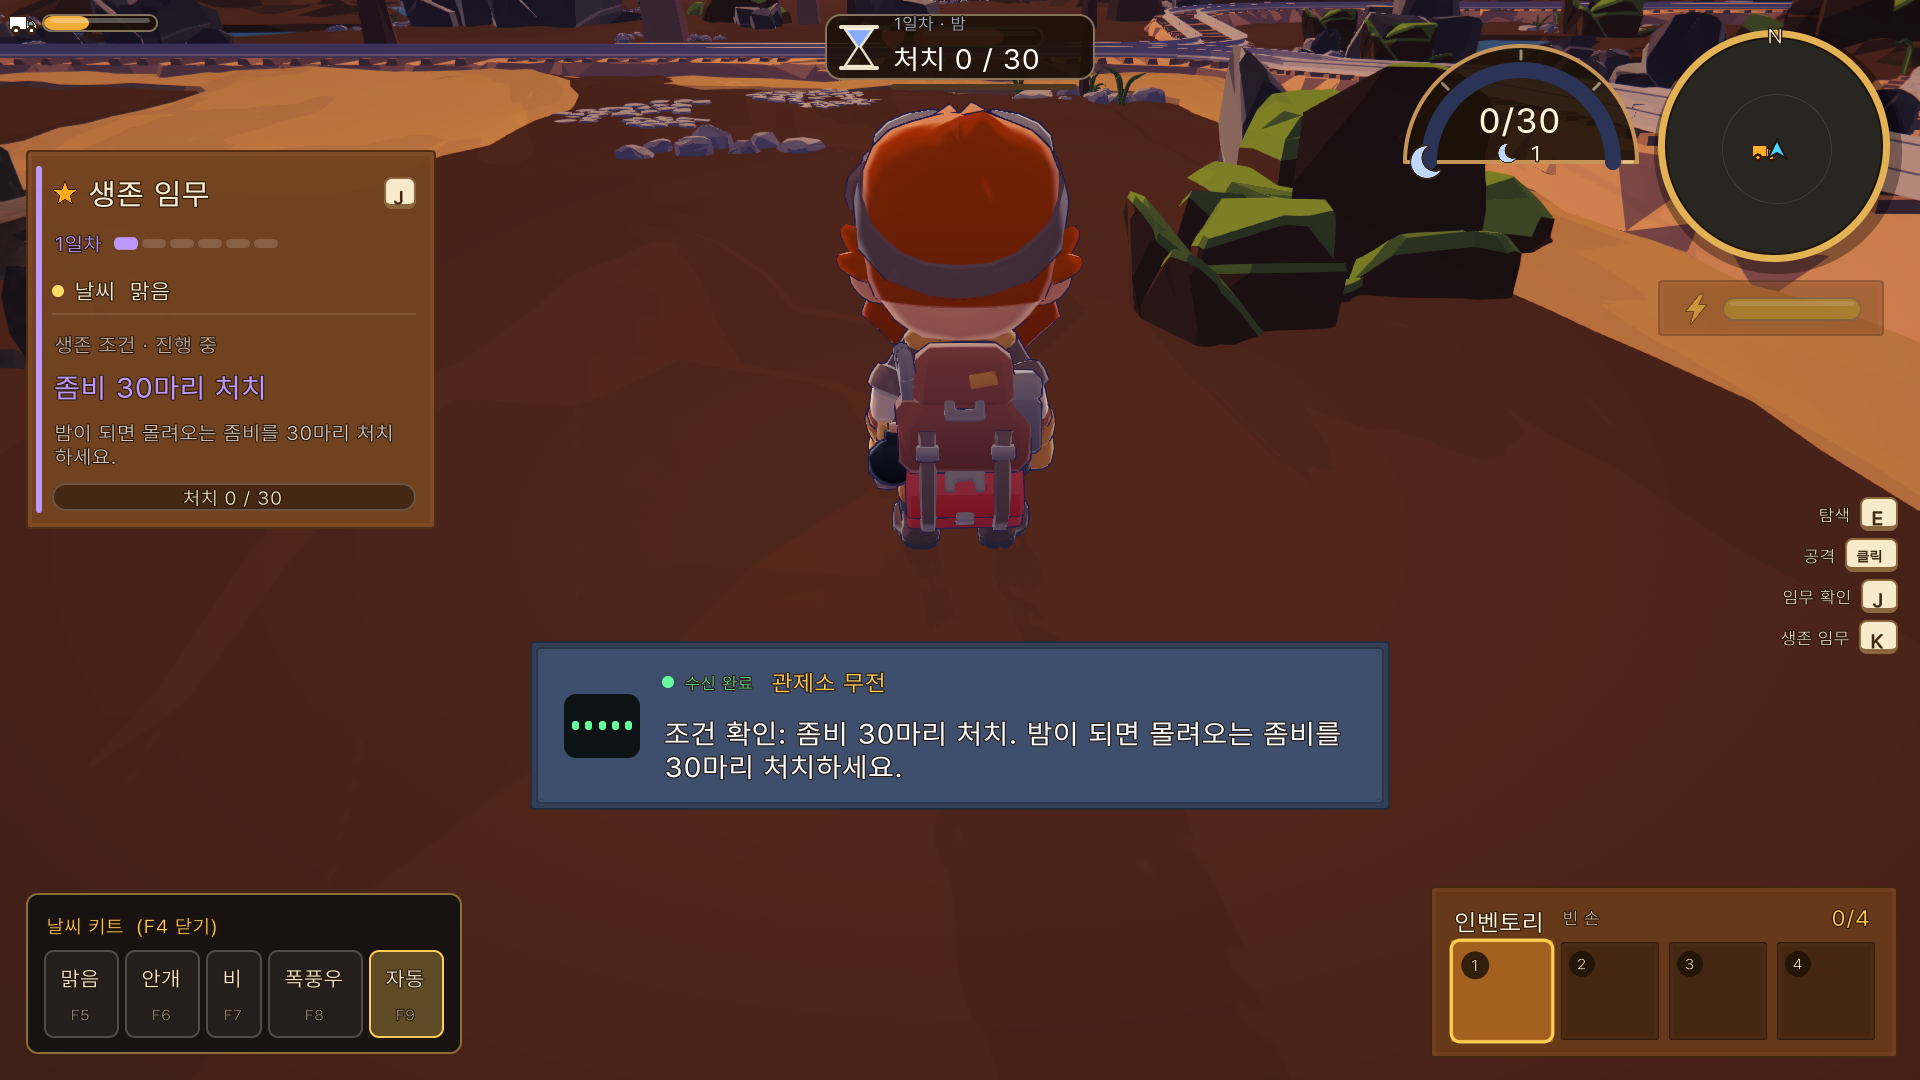 1일차 · 밤
처치 0 / 30
N
0/30
1
생존 임무
J
1일차
날씨 맑음
생존 조건 · 진행 중
좀비 30마리 처치
밤이 되면 몰려오는 좀비를 30마리 처치
하세요.
처치 0 / 30
탐색 E
공격 클릭
임무 확인 J
생존 임무 K
수신 완료 관제소 무전
조건 확인: 좀비 30마리 처치. 밤이 되면 몰려오는 좀비를
30마리 처치하세요.
날씨 키트 (F4 닫기)
맑음 안개 비 폭풍우 자동
F5 F6 F7 F8 F9
인벤토리 빈 손 0/4
1 2 3 4